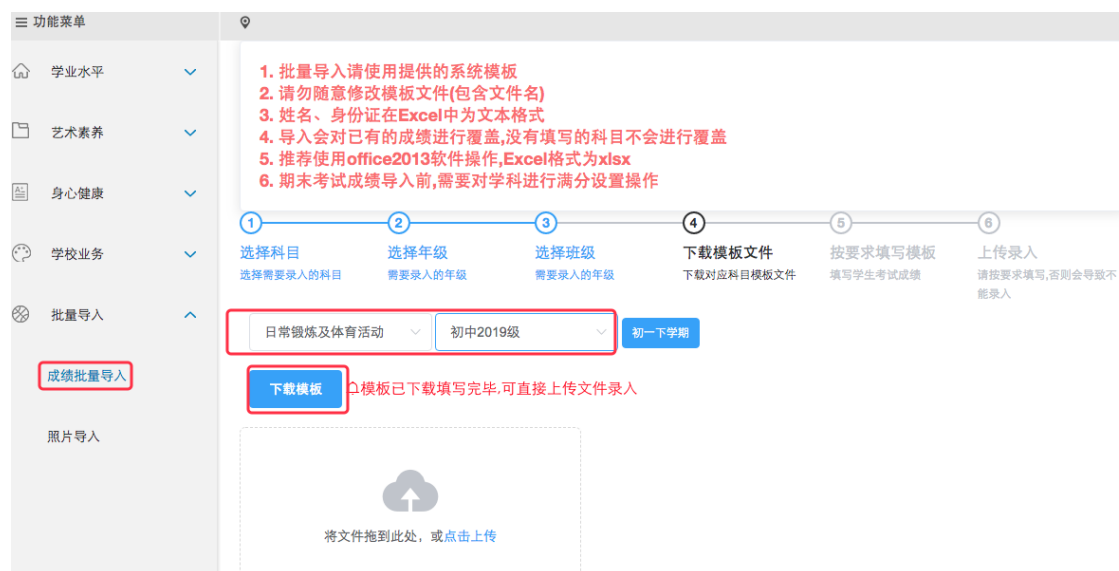 功能菜单
学业水平
艺术素养
身心健康
学校业务
批量导入
成绩批量导入
照片导入
1. 批量导入请使用提供的系统模板
2. 请勿随意修改模板文件(包含文件名)
3. 姓名、身份证在Excel中为文本格式
4. 导入会对已有的成绩进行覆盖,没有填写的科目不会进行覆盖
5. 推荐使用office2013软件操作,Excel格式为xlsx
6. 期末考试成绩导入前,需要对学科进行满分设置操作
1
2
3
4
5
6
选择科目
选择年级
选择班级
下载模板文件
按要求填写模板
上传录入
选择需要录入的科目
需要录入的年级
需要录入的年级
下载对应科目模板文件
填写学生考试成绩
请按要求填写,否则会导致不
能录入
日常锻炼及体育活动
初中2019级
初一下学期
下载模板
模板已下载填写完毕,可直接上传文件录入
将文件拖到此处，或点击上传